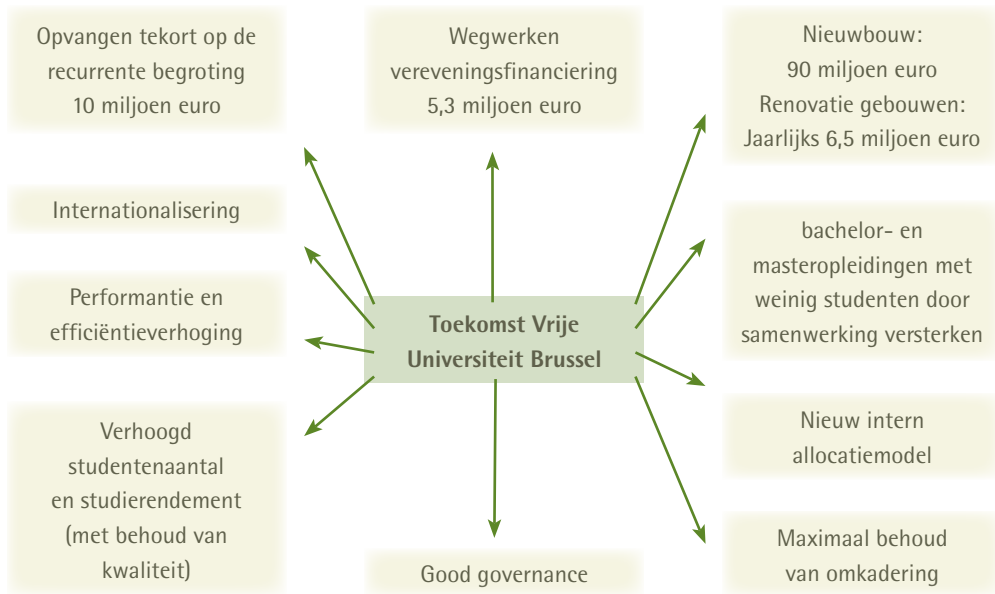 Opvangen tekort op de
recurrente begroting
10 miljoen euro
Wegwerken
vereveningsfinanciering
5,3 miljoen euro
Nieuwbouw:
90 miljoen euro
Renovatie gebouwen:
Jaarlijks 6,5 miljoen euro
Internationalisering
bachelor- en
masteropleidingen met
weinig studenten door
samenwerking versterken
Performantie en
efficiëntieverhoging
Toekomst Vrije
Universiteit Brussel
Verhoogd
studentenaantal
en studierendement
(met behoud van
kwaliteit)
Nieuw intern
allocatiemodel
Good governance
Maximaal behoud
van omkadering